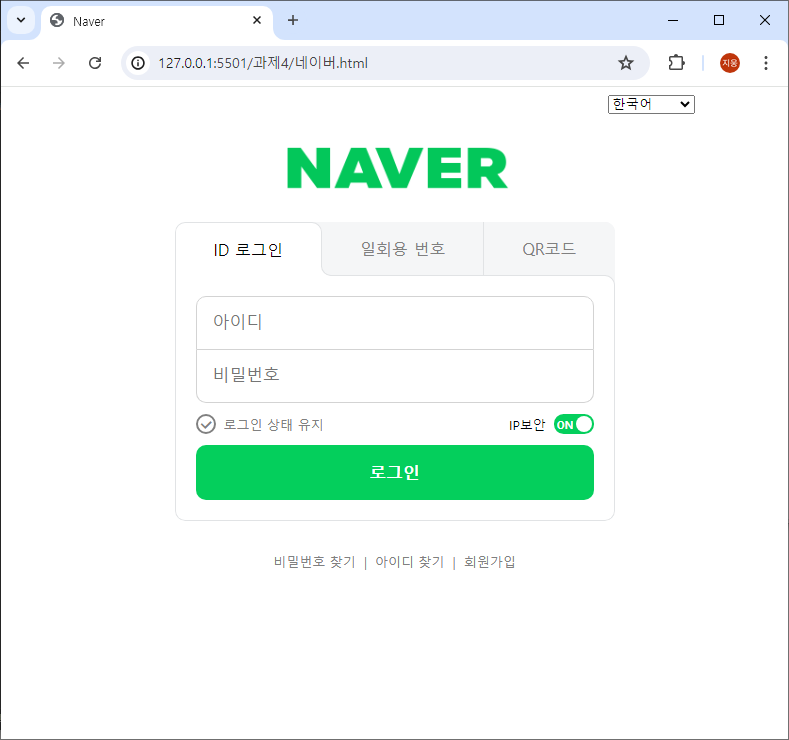 Naver
127.0.0.1:5501/과제4/네이버.html
지웅
한국어
NAVER
ID 로그인 일회용 번호 QR코드
아이디
비밀번호
로그인 상태 유지 IP보안 ON
로그인
비밀번호 찾기 | 아이디 찾기 | 회원가입